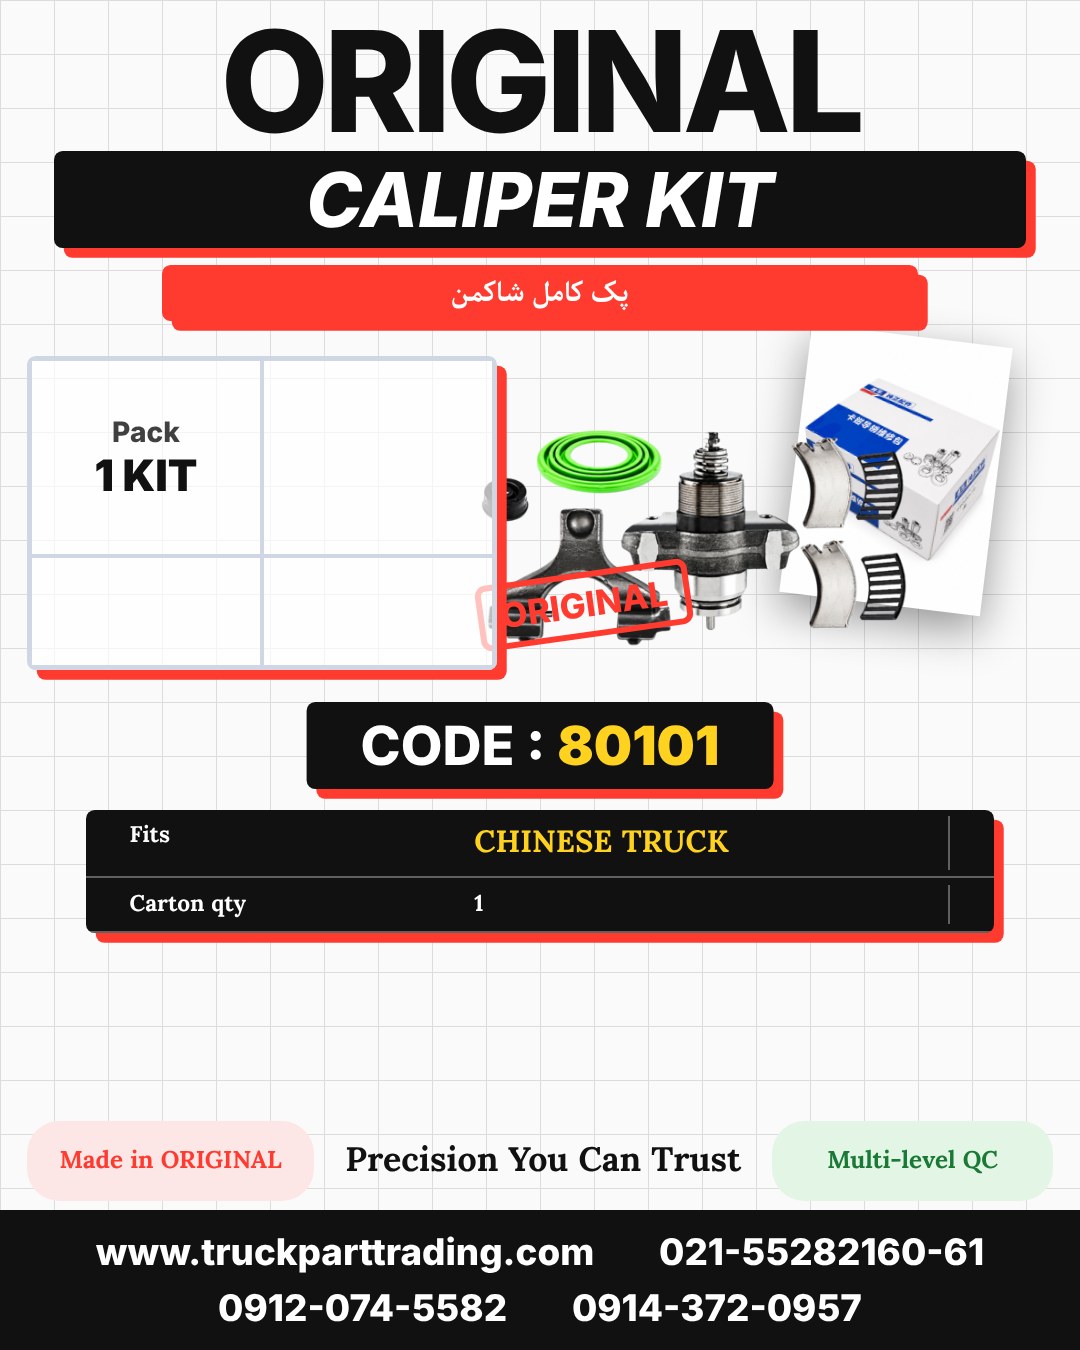 ORIGINAL
CALIPER KIT
پک کامل شاکمن
Pack
1 KIT
ORIGINAL
CODE : 80101
Fits CHINESE TRUCK
Carton qty 1
Made in ORIGINAL
Precision You Can Trust
Multi-level QC
www.truckparttrading.com 021-55282160-61
0912-074-5582 0914-372-0957